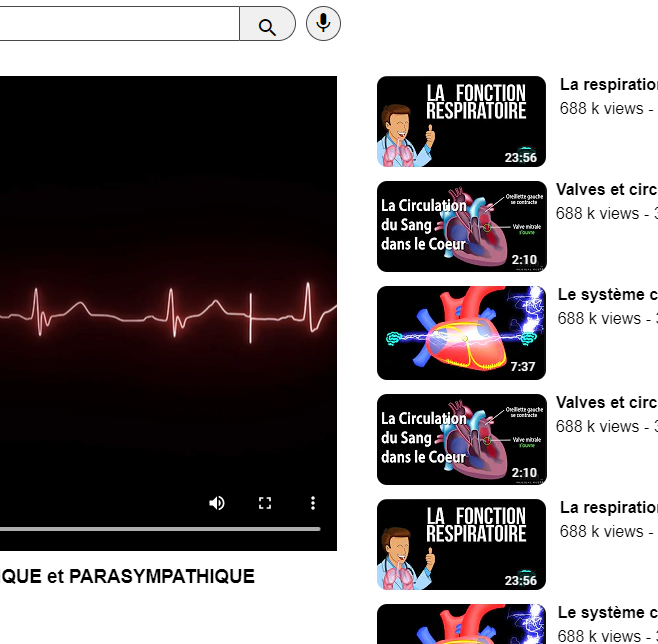 LA FONCTION
RESPIRATOIRE
23:56
La respiration
688 k views -
La Circulation
du Sang
dans le Coeur
Oreillette gauche
se contracte
Valve mitrale
s'ouvre
2:10
Valves et circ
688 k views - 3
7:37
Le système c
688 k views - 3
La Circulation
du Sang
dans le Coeur
Oreillette gauche
se contracte
Valve mitrale
s'ouvre
2:10
Valves et circ
688 k views - 3
LA FONCTION
RESPIRATOIRE
23:56
La respiration
688 k views -
Le système c
688 k views - 3
IQUE et PARASYMPATHIQUE